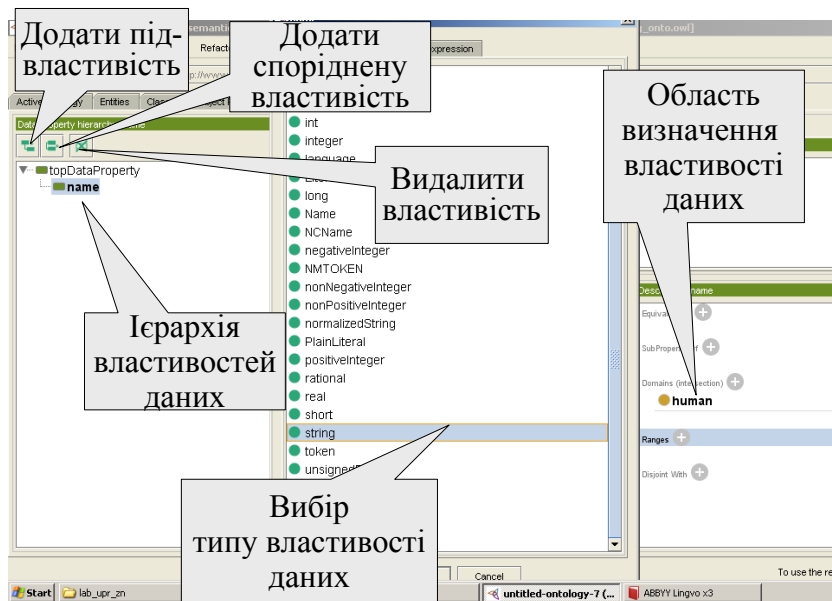 Додати під-
властивість
Додати
споріднену
властивість
Видалити
властивість
Область
визначення
властивості
даних
Ієрархія
властивостей
даних
Вибір
типу властивості
даних
semantic
_onto.owl]
Refacto
xpression
Active
Entities
topDataProperty
name
int
integer
language
long
Name
NCName
negativeInteger
NMTOKEN
nonNegativeInteger
nonPositiveInteger
normalizedString
PlainLiteral
positiveInteger
rational
real
short
string
token
Domains (intersection)
human
Ranges
Disjoint With
Cancel
To use the re
Start
lab_upr_zn
untitled-ontology-7 (...
ABBYY Lingvo x3